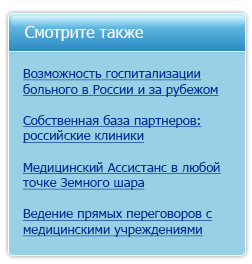 Смотрите также
Возможность госпитализации
больного в России и за рубежом
Собственная база партнеров:
российские клиники
Медицинский Ассистанс в любой
точке Земного шара
Ведение прямых переговоров с
медицинскими учреждениями